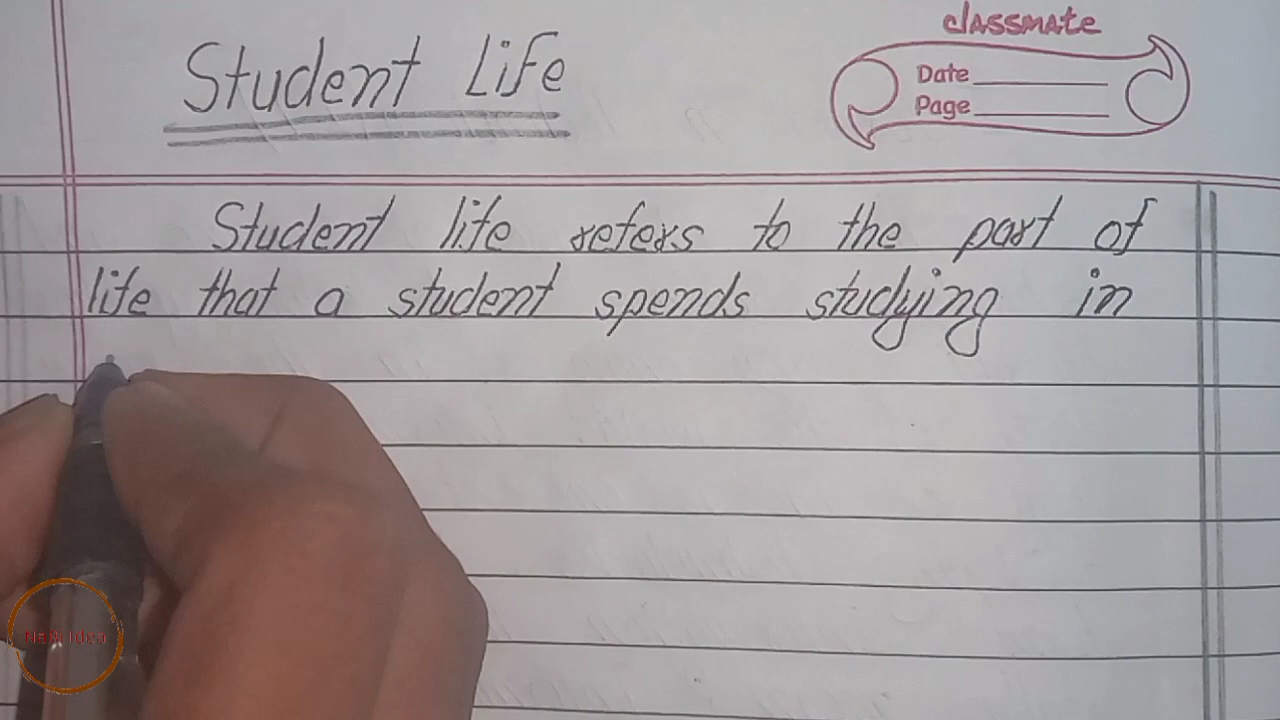 Student Life
classmate
Date
Page
Student life refers to the part of
life that a student spends studying in